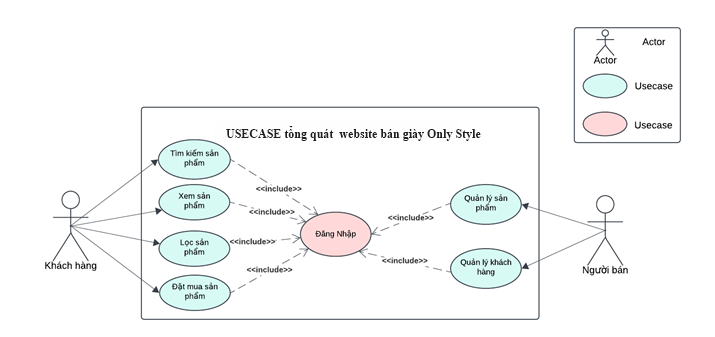 Actor
Actor
Usecase
Usecase
USECASE tổng quát website bán giày Only Style
Tìm kiếm sản
phẩm
<<include>>
Xem sản
phẩm
<<include>>
Quản lý sản
phẩm
<<include>>
Đăng Nhập
Lọc sản
phẩm
<<include>>
Quản lý khách
hàng
<<include>>
Đặt mua sản
phẩm
<<include>>
Khách hàng
Người bán